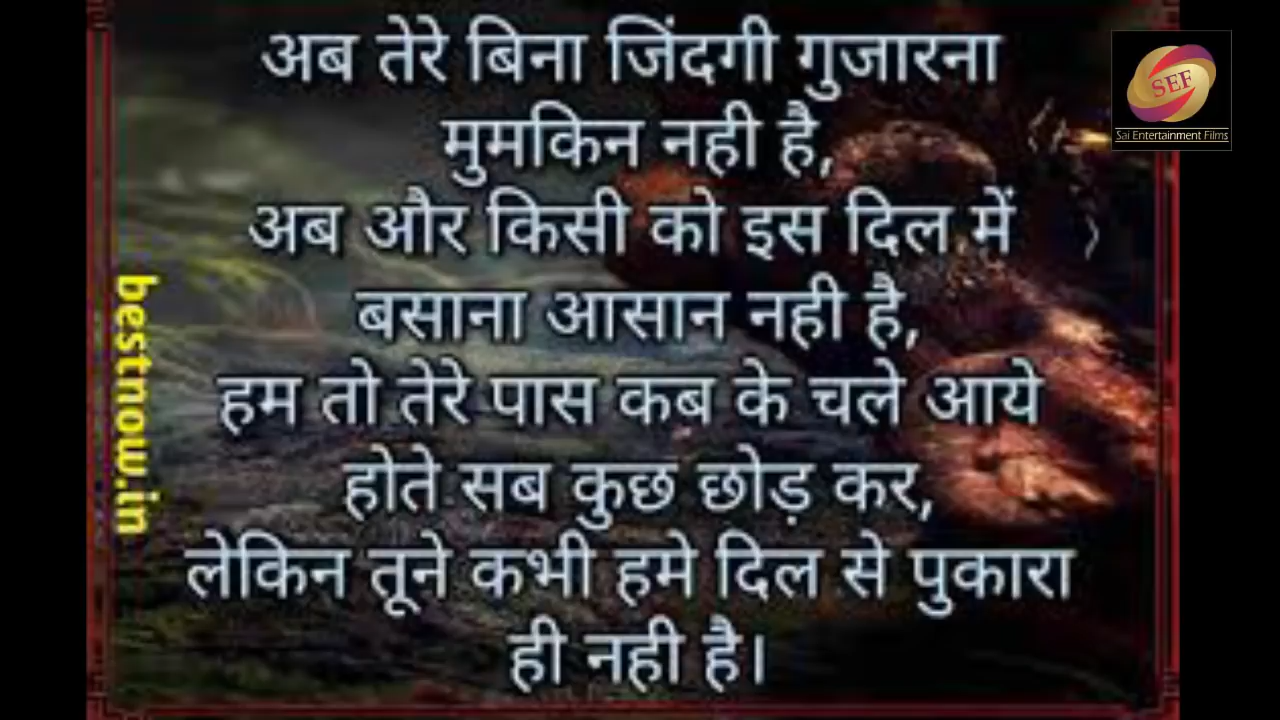 अब तेरे बिना जिंदगी गुजारना
मुमकिन नही है,
अब और किसी को इस दिल में
बसाना आसान नही है,
हम तो तेरे पास कब के चले आये
होते सब कुछ छोड़ कर,
लेकिन तूने कभी हमे दिल से पुकारा
ही नही है।
bestnow.in
SEF
Sai Entertainment Films